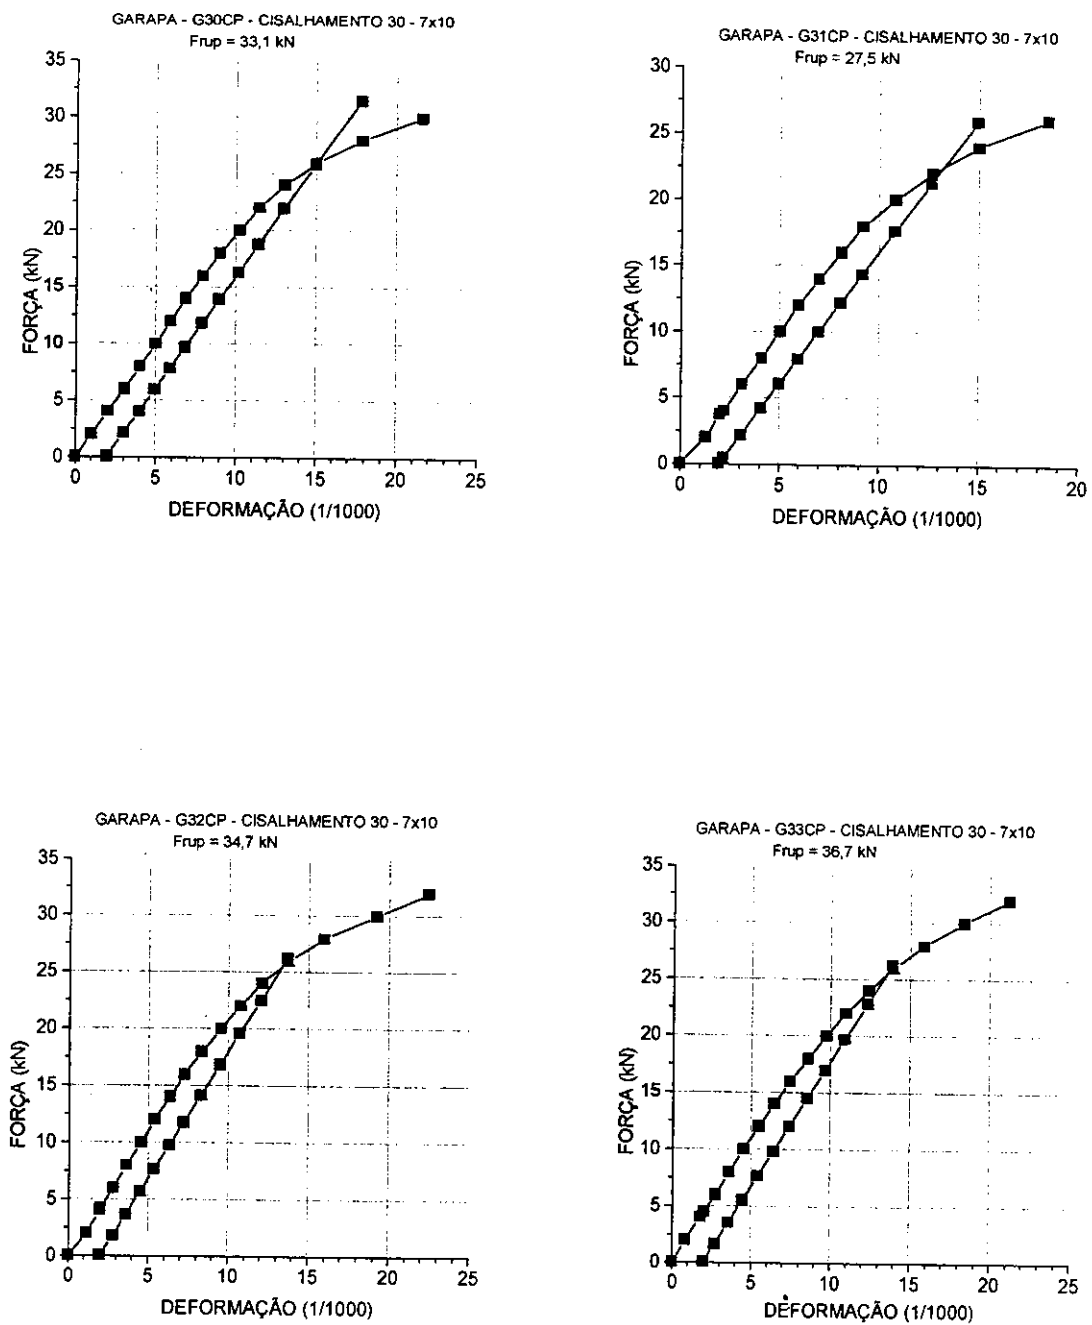 GARAPA - G30CP - CISALHAMENTO 30 - 7x10
Frup = 33,1 kN
35
30
25
20
15
10
5
0
FORÇA (kN)
0 5 10 15 20 25
DEFORMAÇÃO (1/1000)
GARAPA - G31CP - CISALHAMENTO 30 - 7x10
Frup = 27,5 kN
30
25
20
15
10
5
0
FORÇA (kN)
0 5 10 15 20
DEFORMAÇÃO (1/1000)
GARAPA - G32CP - CISALHAMENTO 30 - 7x10
Frup = 34,7 kN
35
30
25
20
15
10
5
0
FORÇA (kN)
0 5 10 15 20 25
DEFORMAÇÃO (1/1000)
GARAPA - G33CP - CISALHAMENTO 30 - 7x10
Frup = 36,7 kN
35
30
25
20
15
10
5
0
FORÇA (kN)
0 5 10 15 20 25
DEFORMAÇÃO (1/1000)